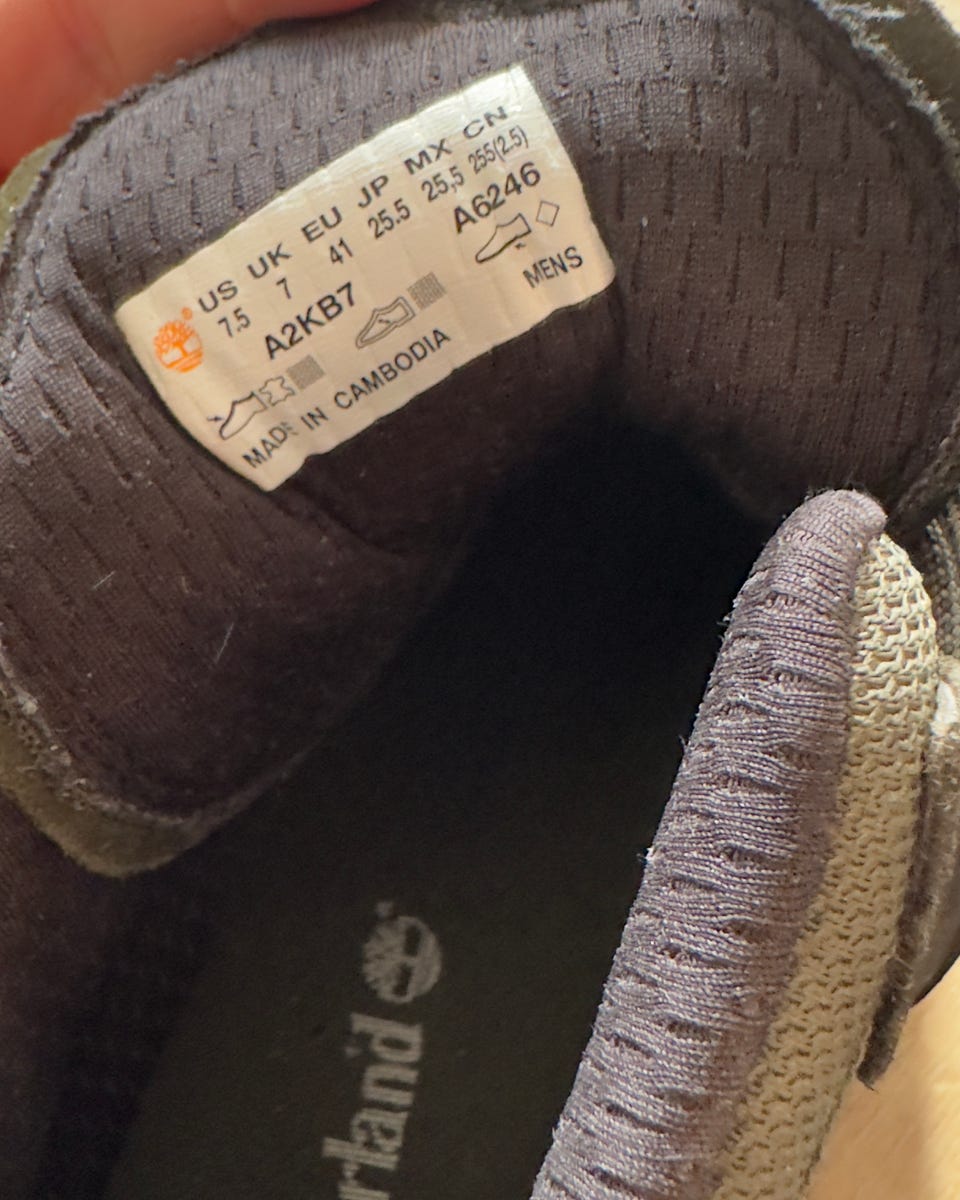 US UK EU JP MX CN
7.5 7 41 25.5 25,5 255(2.5)
A2KB7 A6246
MENS
MADE IN CAMBODIA
®
rland